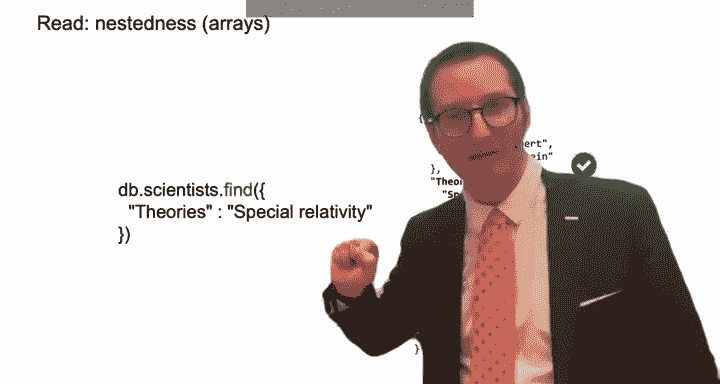 Read: nestedness (arrays)
db.scientists.find({
"Theories" : "Special relativity"
})
{
},
}